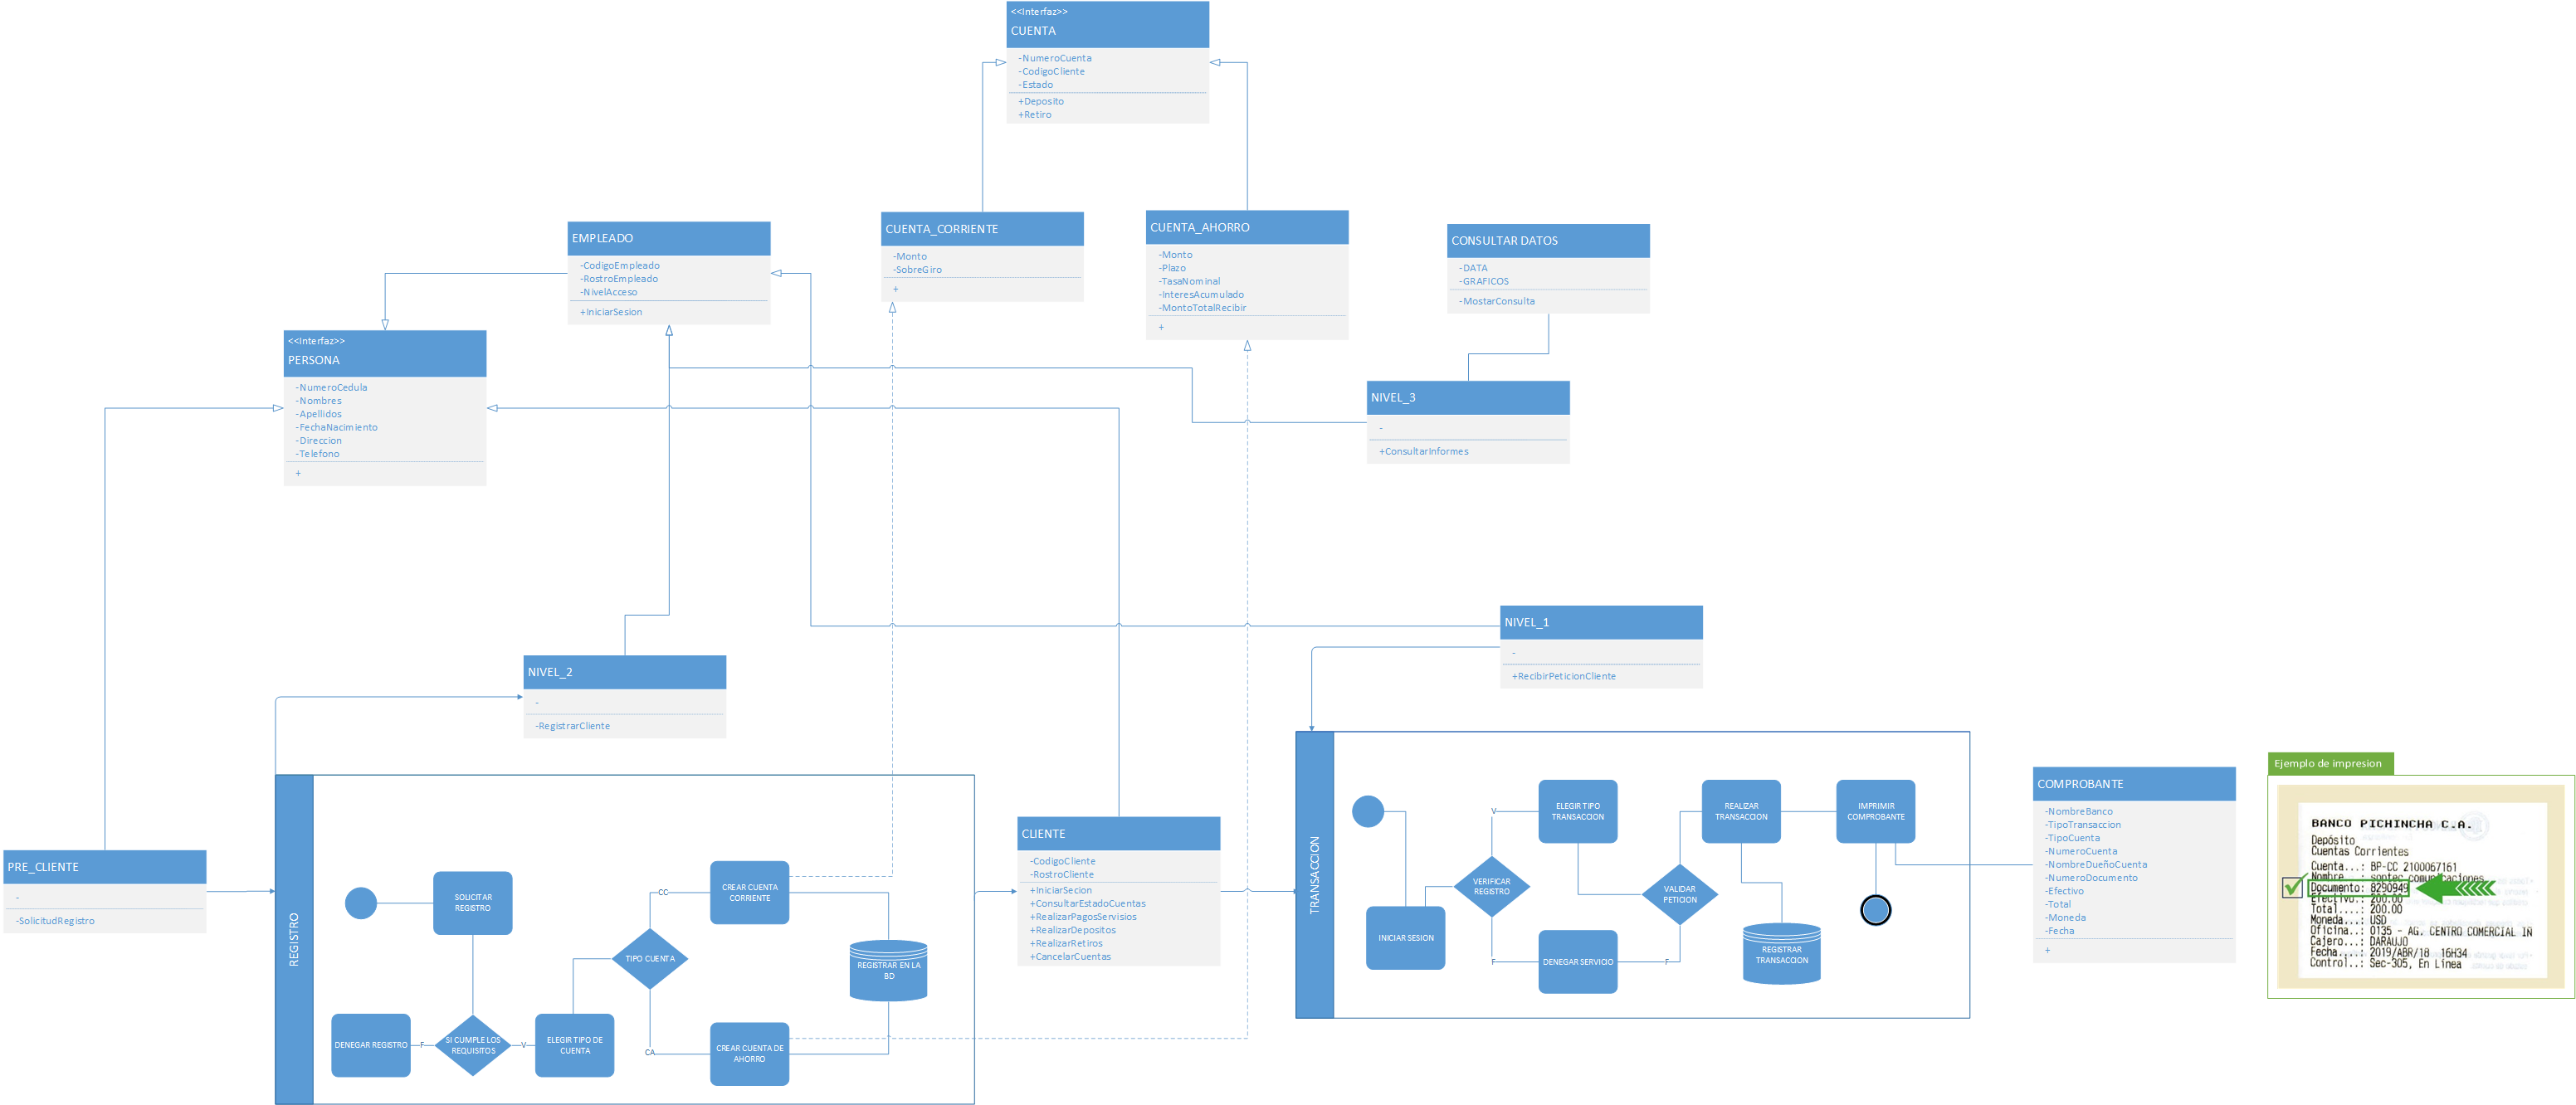 <<Interfaz>>
CUENTA
-NumeroCuenta
-CodigoCliente
-Estado
+Deposito
+Retiro
EMPLEADO
-CodigoEmpleado
-RostroEmpleado
-NivelAcceso
+IniciarSesion
CUENTA_CORRIENTE
-Monto
-SobreGiro
+
CUENTA_AHORRO
-Monto
-Plazo
-TasaNominal
-InteresAcumulado
-MontoTotalRecibir
+
CONSULTAR DATOS
-DATA
-GRAFICOS
-MostarConsulta
<<Interfaz>>
PERSONA
-NumeroCedula
-Nombres
-Apellidos
-FechaNacimiento
-Direccion
-Telefono
+
NIVEL_3
-
+ConsultarInformes
NIVEL_1
-
+RecibirPeticionCliente
NIVEL_2
-
-RegistrarCliente
PRE_CLIENTE
-
-SolicitudRegistro
REGISTRO
SOLICITAR
REGISTRO
DENEGAR REGISTRO
F
SI CUMPLE LOS
REQUISITOS
V
ELEGIR TIPO DE
CUENTA
TIPO CUENTA
CC
CREAR CUENTA
CORRIENTE
CA
CREAR CUENTA DE
AHORRO
REGISTRAR EN LA
BD
CLIENTE
-CodigoCliente
-RostroCliente
+IniciarSecion
+ConsultarEstadoCuentas
+RealizarPagosServisios
+RealizarDepositos
+RealizarRetiros
+CancelarCuentas
TRANSACCION
INICIAR SESION
VERIFICAR
REGISTRO
V
ELEGIR TIPO
TRANSACCION
F
DENEGAR SERVICIO
F
VALIDAR
PETICION
REALIZAR
TRANSACCION
REGISTRAR
TRANSACCION
IMPRIMIR
COMPROBANTE
COMPROBANTE
-NombreBanco
-TipoTransaccion
-TipoCuenta
-NumeroCuenta
-NombreDueñoCuenta
-NumeroDocumento
-Efectivo
-Total
-Moneda
-Fecha
+
Ejemplo de impresion
BANCO PICHINCHA C.A.
Depósito
Cuentas Corrientes
Cuenta...: BP-CC 2100067161
Nombre
Documento: 8290949
Efectivo.: 200.00
Total....: 200.00
Moneda...: USD
Oficina..: 0135 - AG. CENTRO COMERCIAL IÑ
Cajero...: DARAUJO
Fecha....: 2019/ABR/18 16H34
Control..: Sec-305, En Línea